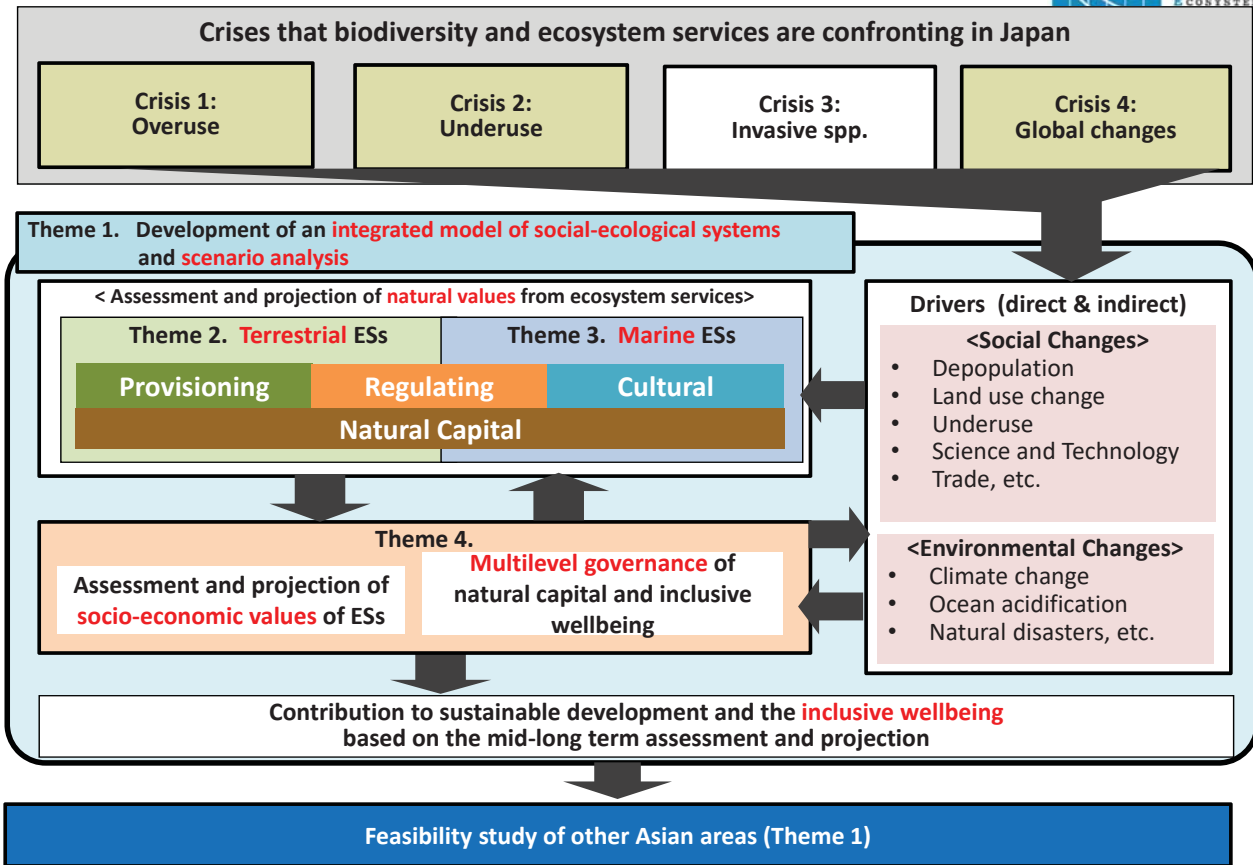 Crises that biodiversity and ecosystem services are confronting in Japan
Crisis 1:
Overuse
Crisis 2:
Underuse
Crisis 3:
Invasive spp.
Crisis 4:
Global changes
Theme 1. Development of an integrated model of social-ecological systems
and scenario analysis
< Assessment and projection of natural values from ecosystem services>
Theme 2. Terrestrial ESs
Theme 3. Marine ESs
Provisioning
Regulating
Cultural
Natural Capital
Theme 4.
Assessment and projection of
socio-economic values of ESs
Multilevel governance of
natural capital and inclusive
wellbeing
Drivers (direct & indirect)
<Social Changes>
• Depopulation
• Land use change
• Underuse
• Science and Technology
• Trade, etc.
<Environmental Changes>
• Climate change
• Ocean acidification
• Natural disasters, etc.
Contribution to sustainable development and the inclusive wellbeing
based on the mid-long term assessment and projection
Feasibility study of other Asian areas (Theme 1)